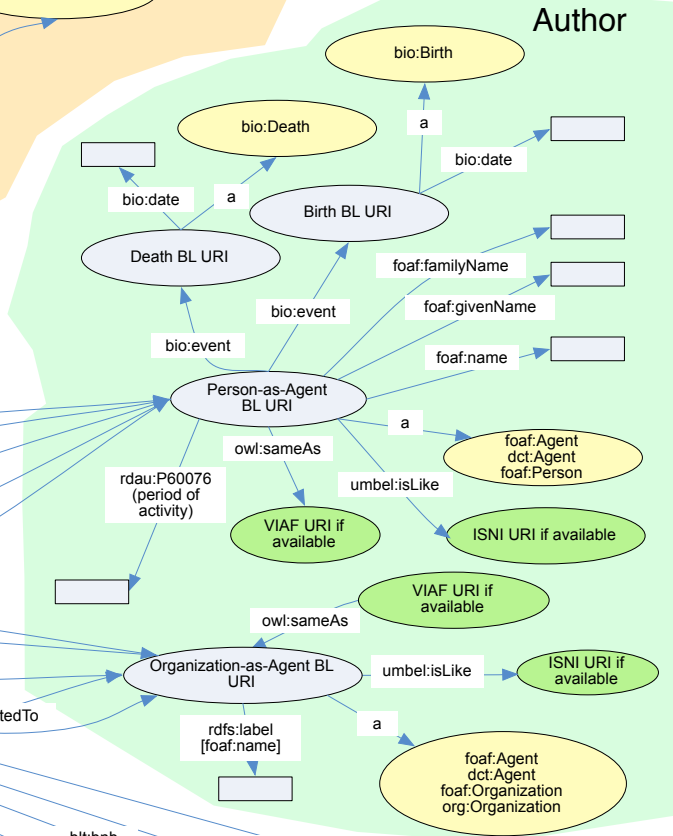 Author
bio:Birth
a
bio:Death
bio:date
bio:date
a
Birth BL URI
Death BL URI
foaf:familyName
bio:event
foaf:givenName
bio:event
foaf:name
Person-as-Agent
BL URI
a
owl:sameAs
foaf:Agent
dct:Agent
foaf:Person
rdau:P60076
(period of
activity)
umbel:isLike
VIAF URI if
available
ISNI URI if available
VIAF URI if
available
owl:sameAs
Organization-as-Agent BL
URI
umbel:isLike
ISNI URI if
available
tedTo
rdfs:label
[foaf:name]
a
foaf:Agent
dct:Agent
foaf:Organization
org:Organization